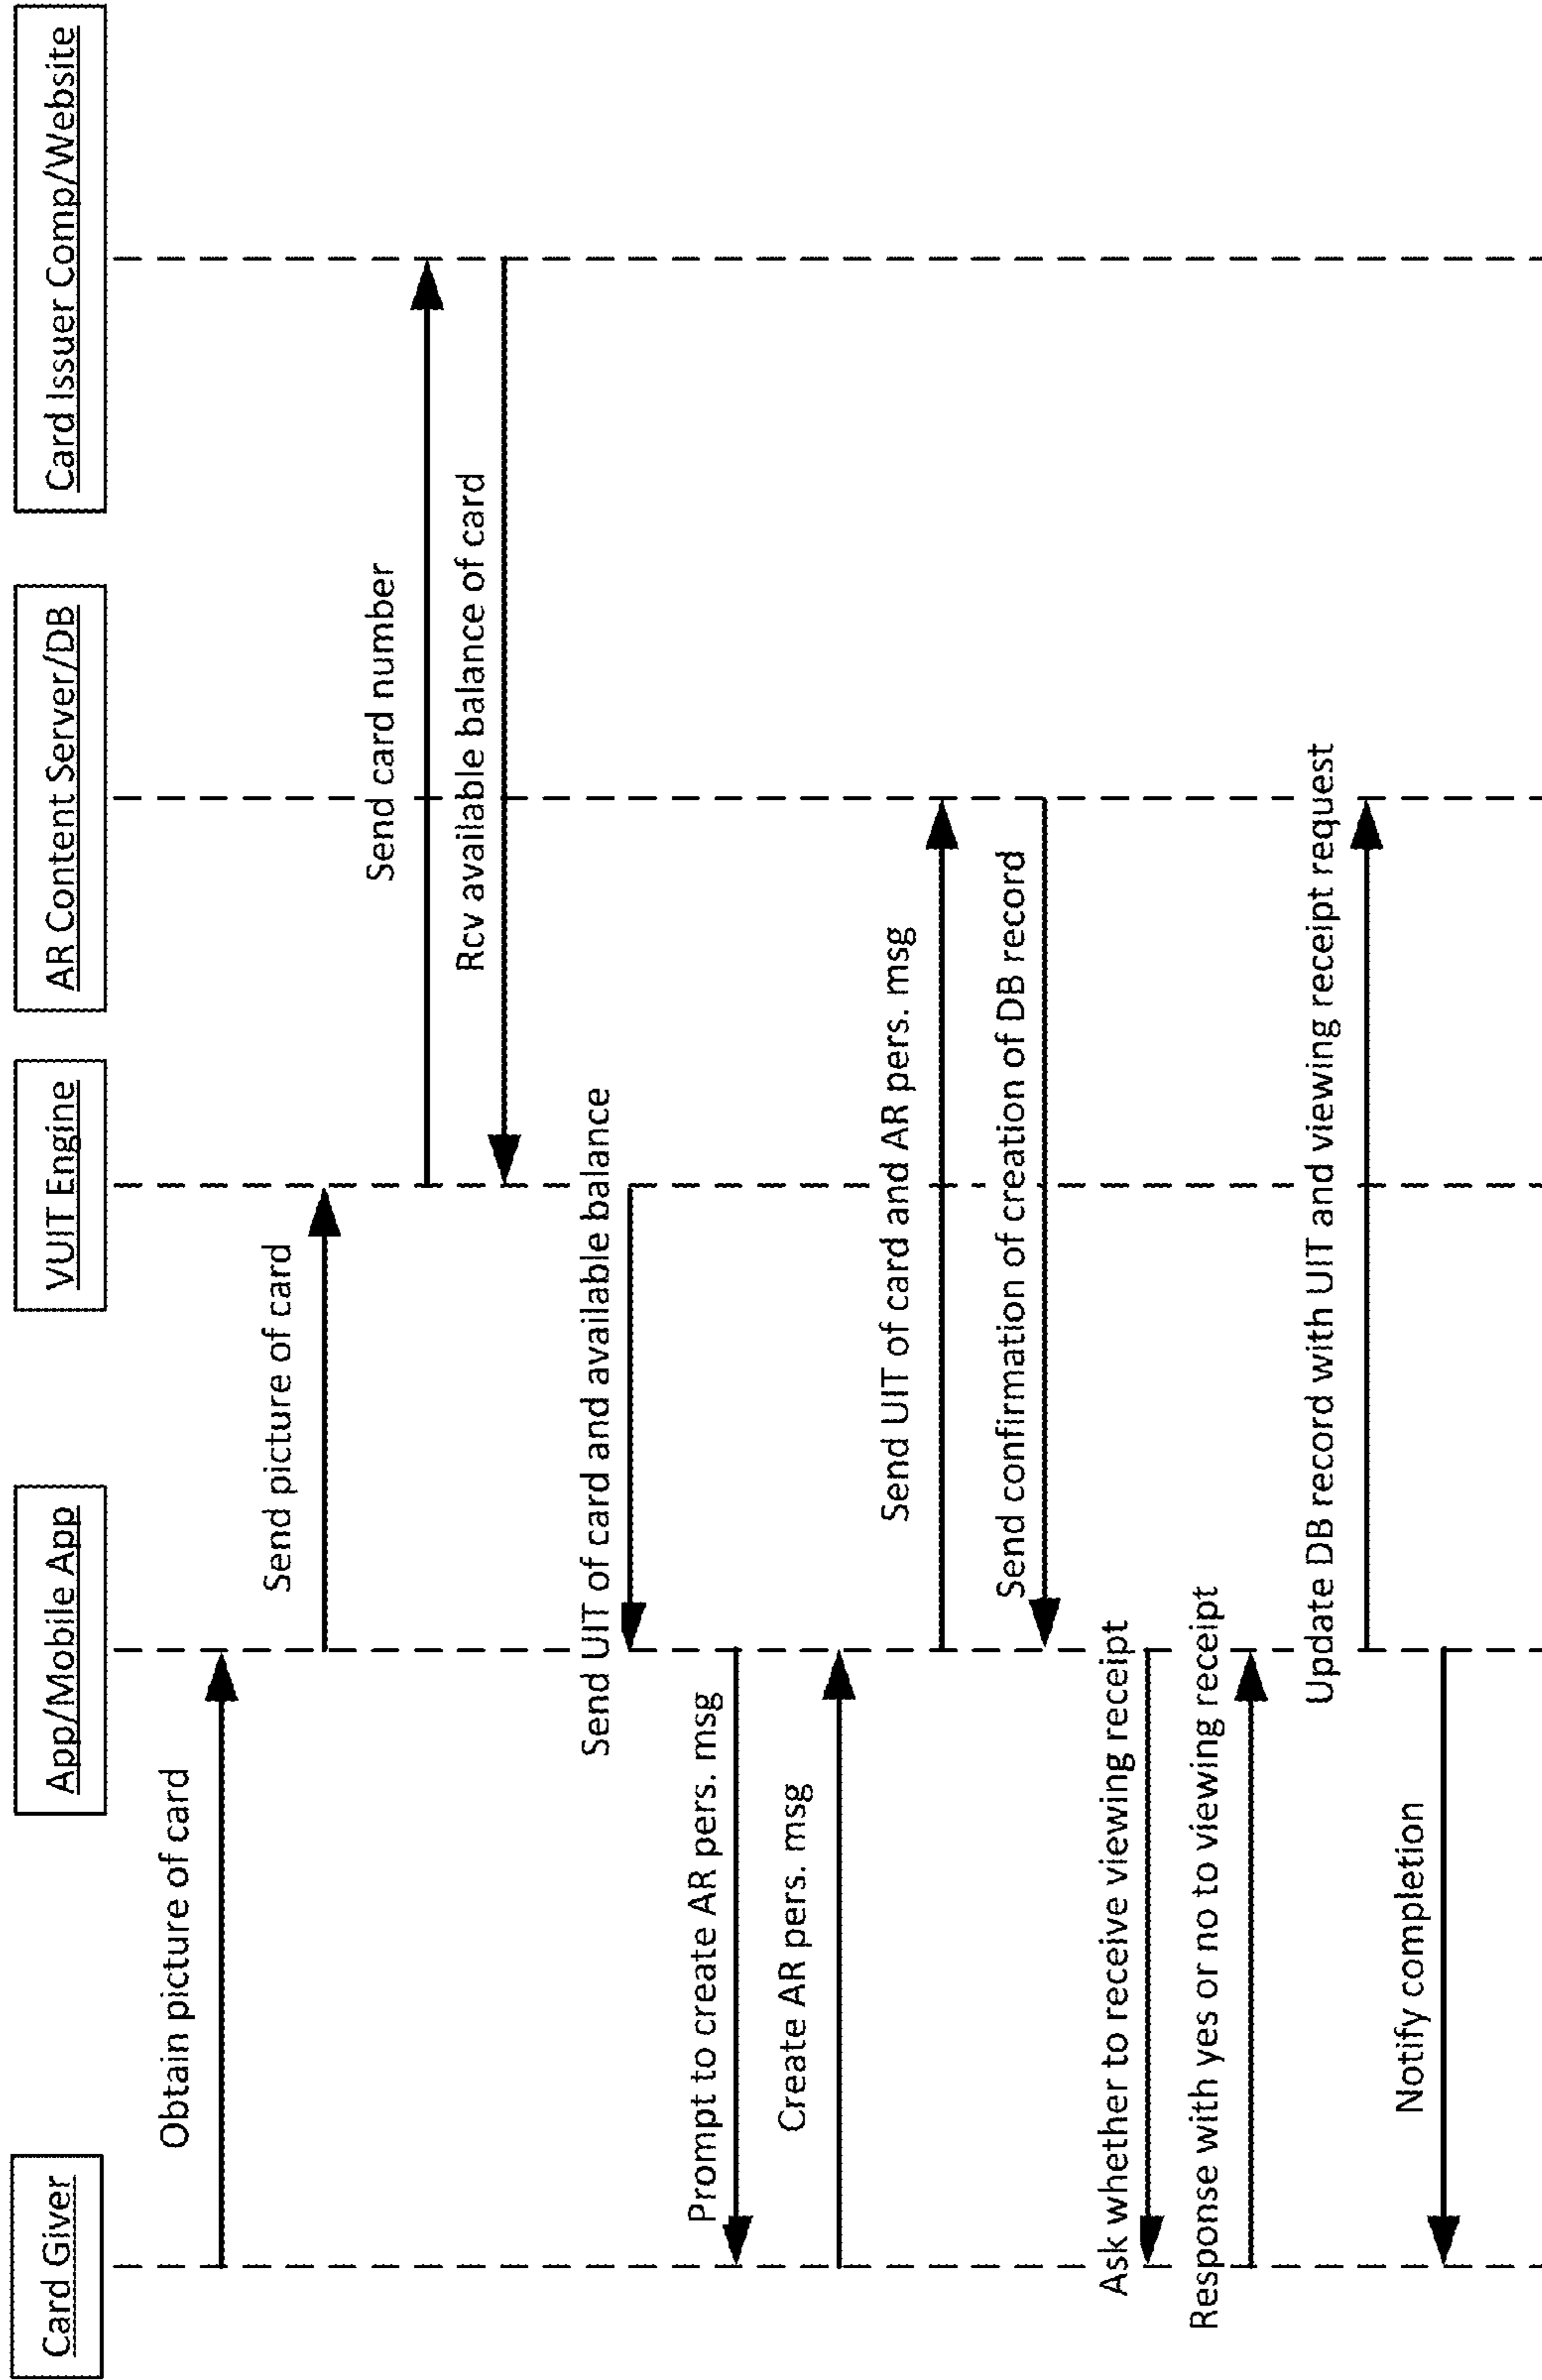 Card Giver
App/Mobile App
VUIT Engine
AR Content Server/DB
Card Issuer Comp/Website
Obtain picture of card
Send picture of card
Send card number
Rcv available balance of card
Send UIT of card and available balance
Prompt to create AR pers. msg
Create AR pers. msg
Send UIT of card and AR pers. msg
Send confirmation of creation of DB record
Ask whether to receive viewing receipt
Response with yes or no to viewing receipt
Update DB record with UIT and viewing receipt request
Notify completion